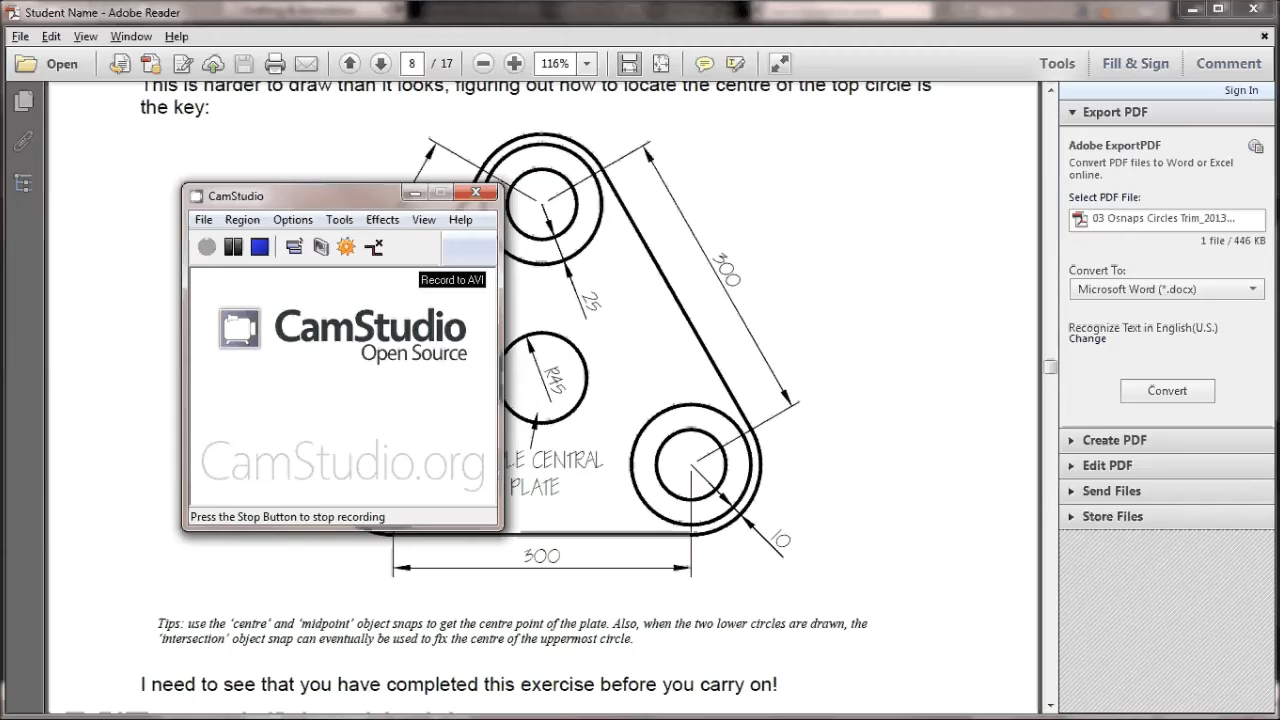 Student Name - Adobe Reader
File Edit View Window Help
Open 8 / 17 116% Tools Fill & Sign Comment
Sign In
This is harder to draw than it looks, figuring out how to locate the centre of the top circle is
the key:
300
25
R45
LE CENTRAL
PLATE
10
300
CamStudio
File Region Options Tools Effects View Help
Record to AVI
CamStudio
Open Source
CamStudio.org
Press the Stop Button to stop recording
Tips: use the 'centre' and 'midpoint' object snaps to get the centre point of the plate. Also, when the two lower circles are drawn, the
'intersection' object snap can eventually be used to fix the centre of the uppermost circle.
I need to see that you have completed this exercise before you carry on!
Export PDF
Adobe ExportPDF
Convert PDF files to Word or Excel
online.
Select PDF File:
03 Osnaps Circles Trim_2013...
1 file / 446 KB
Convert To:
Microsoft Word (*.docx)
Recognize Text in English(U.S.)
Change
Convert
Create PDF
Edit PDF
Send Files
Store Files